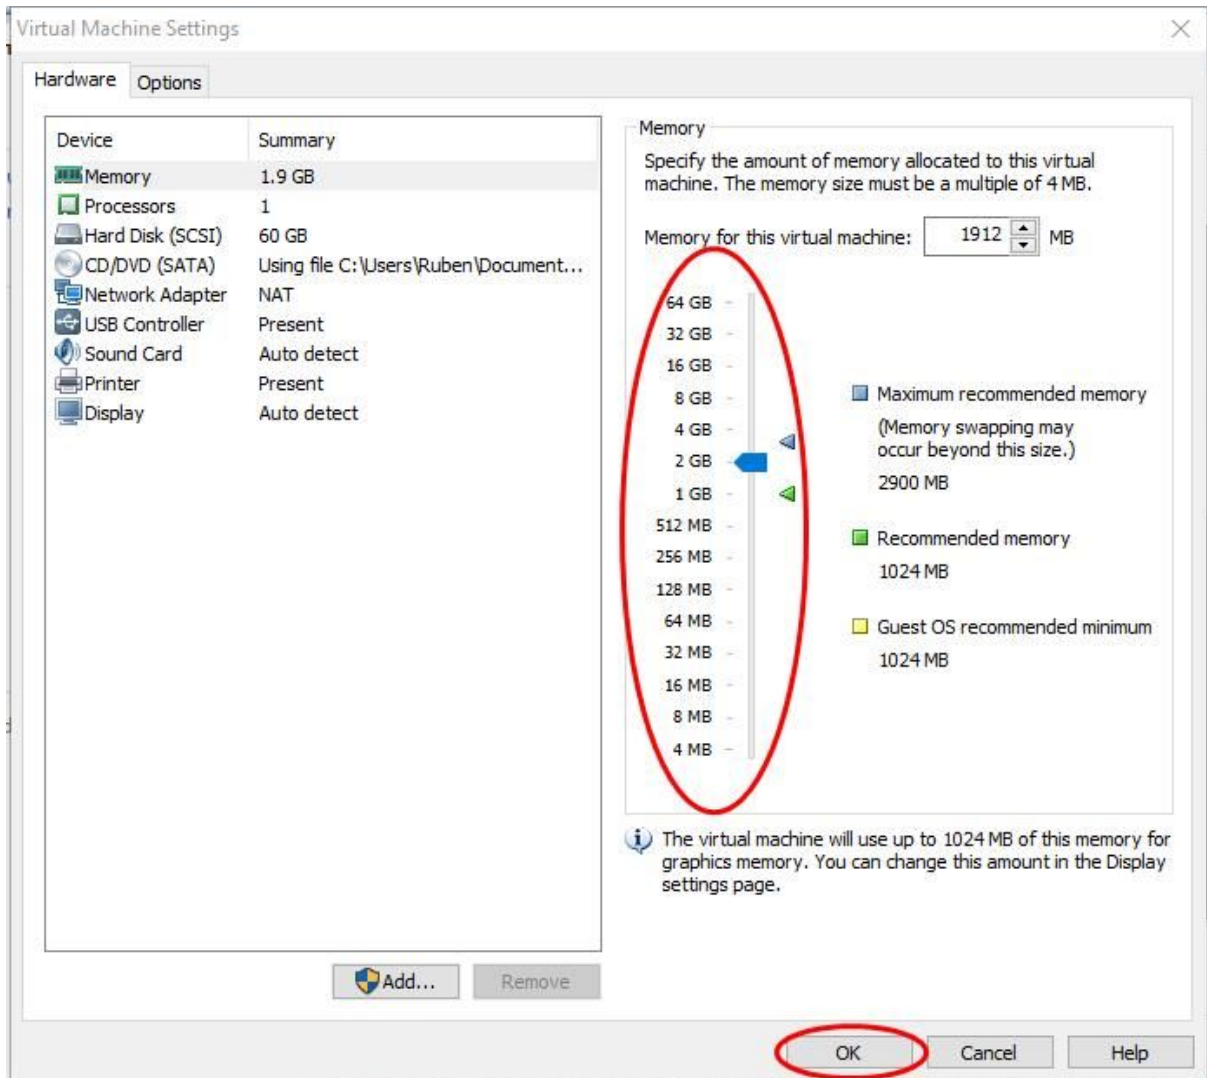 Virtual Machine Settings
Hardware
Options
Device Summary
Memory 1.9 GB
Processors 1
Hard Disk (SCSI) 60 GB
CD/DVD (SATA) Using file C:\Users\Ruben\Document...
Network Adapter NAT
USB Controller Present
Sound Card Auto detect
Printer Present
Display Auto detect
Add...
Remove
Memory
Specify the amount of memory allocated to this virtual
machine. The memory size must be a multiple of 4 MB.
Memory for this virtual machine: 1912 MB
64 GB
32 GB
16 GB
8 GB
4 GB
2 GB
1 GB
512 MB
256 MB
128 MB
64 MB
32 MB
16 MB
8 MB
4 MB
Maximum recommended memory
(Memory swapping may
occur beyond this size.)
2900 MB
Recommended memory
1024 MB
Guest OS recommended minimum
1024 MB
The virtual machine will use up to 1024 MB of this memory for
graphics memory. You can change this amount in the Display
settings page.
OK
Cancel
Help